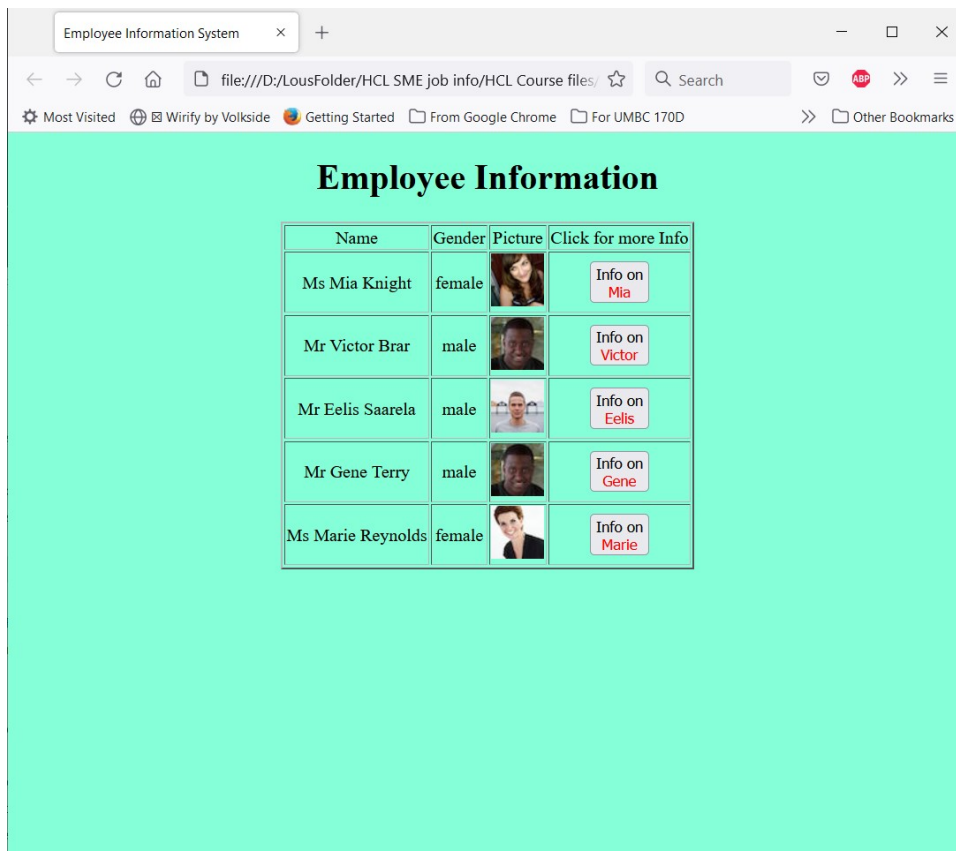 Employee Information System
file:///D:/LousFolder/HCL SME job info/HCL Course files/
Search
ABP
Most Visited
Wirify by Volkside
Getting Started
From Google Chrome
For UMBC 170D
Other Bookmarks
Employee Information
Name Gender Picture Click for more Info
Ms Mia Knight female Info on
Mia
Mr Victor Brar male Info on
Victor
Mr Eelis Saarela male Info on
Eelis
Mr Gene Terry male Info on
Gene
Ms Marie Reynolds female Info on
Marie